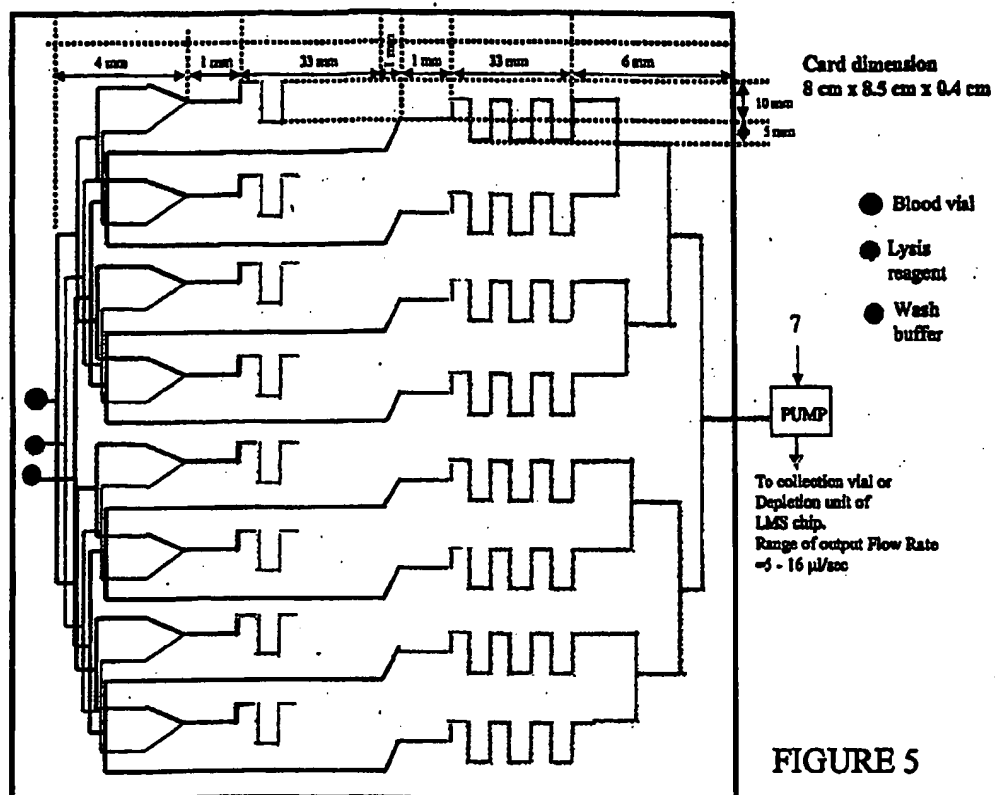 4 mm
1 mm
33 mm
1 mm
1 mm
33 mm
6 mm
10 mm
5 mm
Card dimension
8 cm x 8.5 cm x 0.4 cm
Blood vial
Lysis
reagent
Wash
buffer
7
PUMP
To collection vial or
Depletion unit of
LMS chip.
Range of output Flow Rate
=5 - 16 µl/sec
FIGURE 5